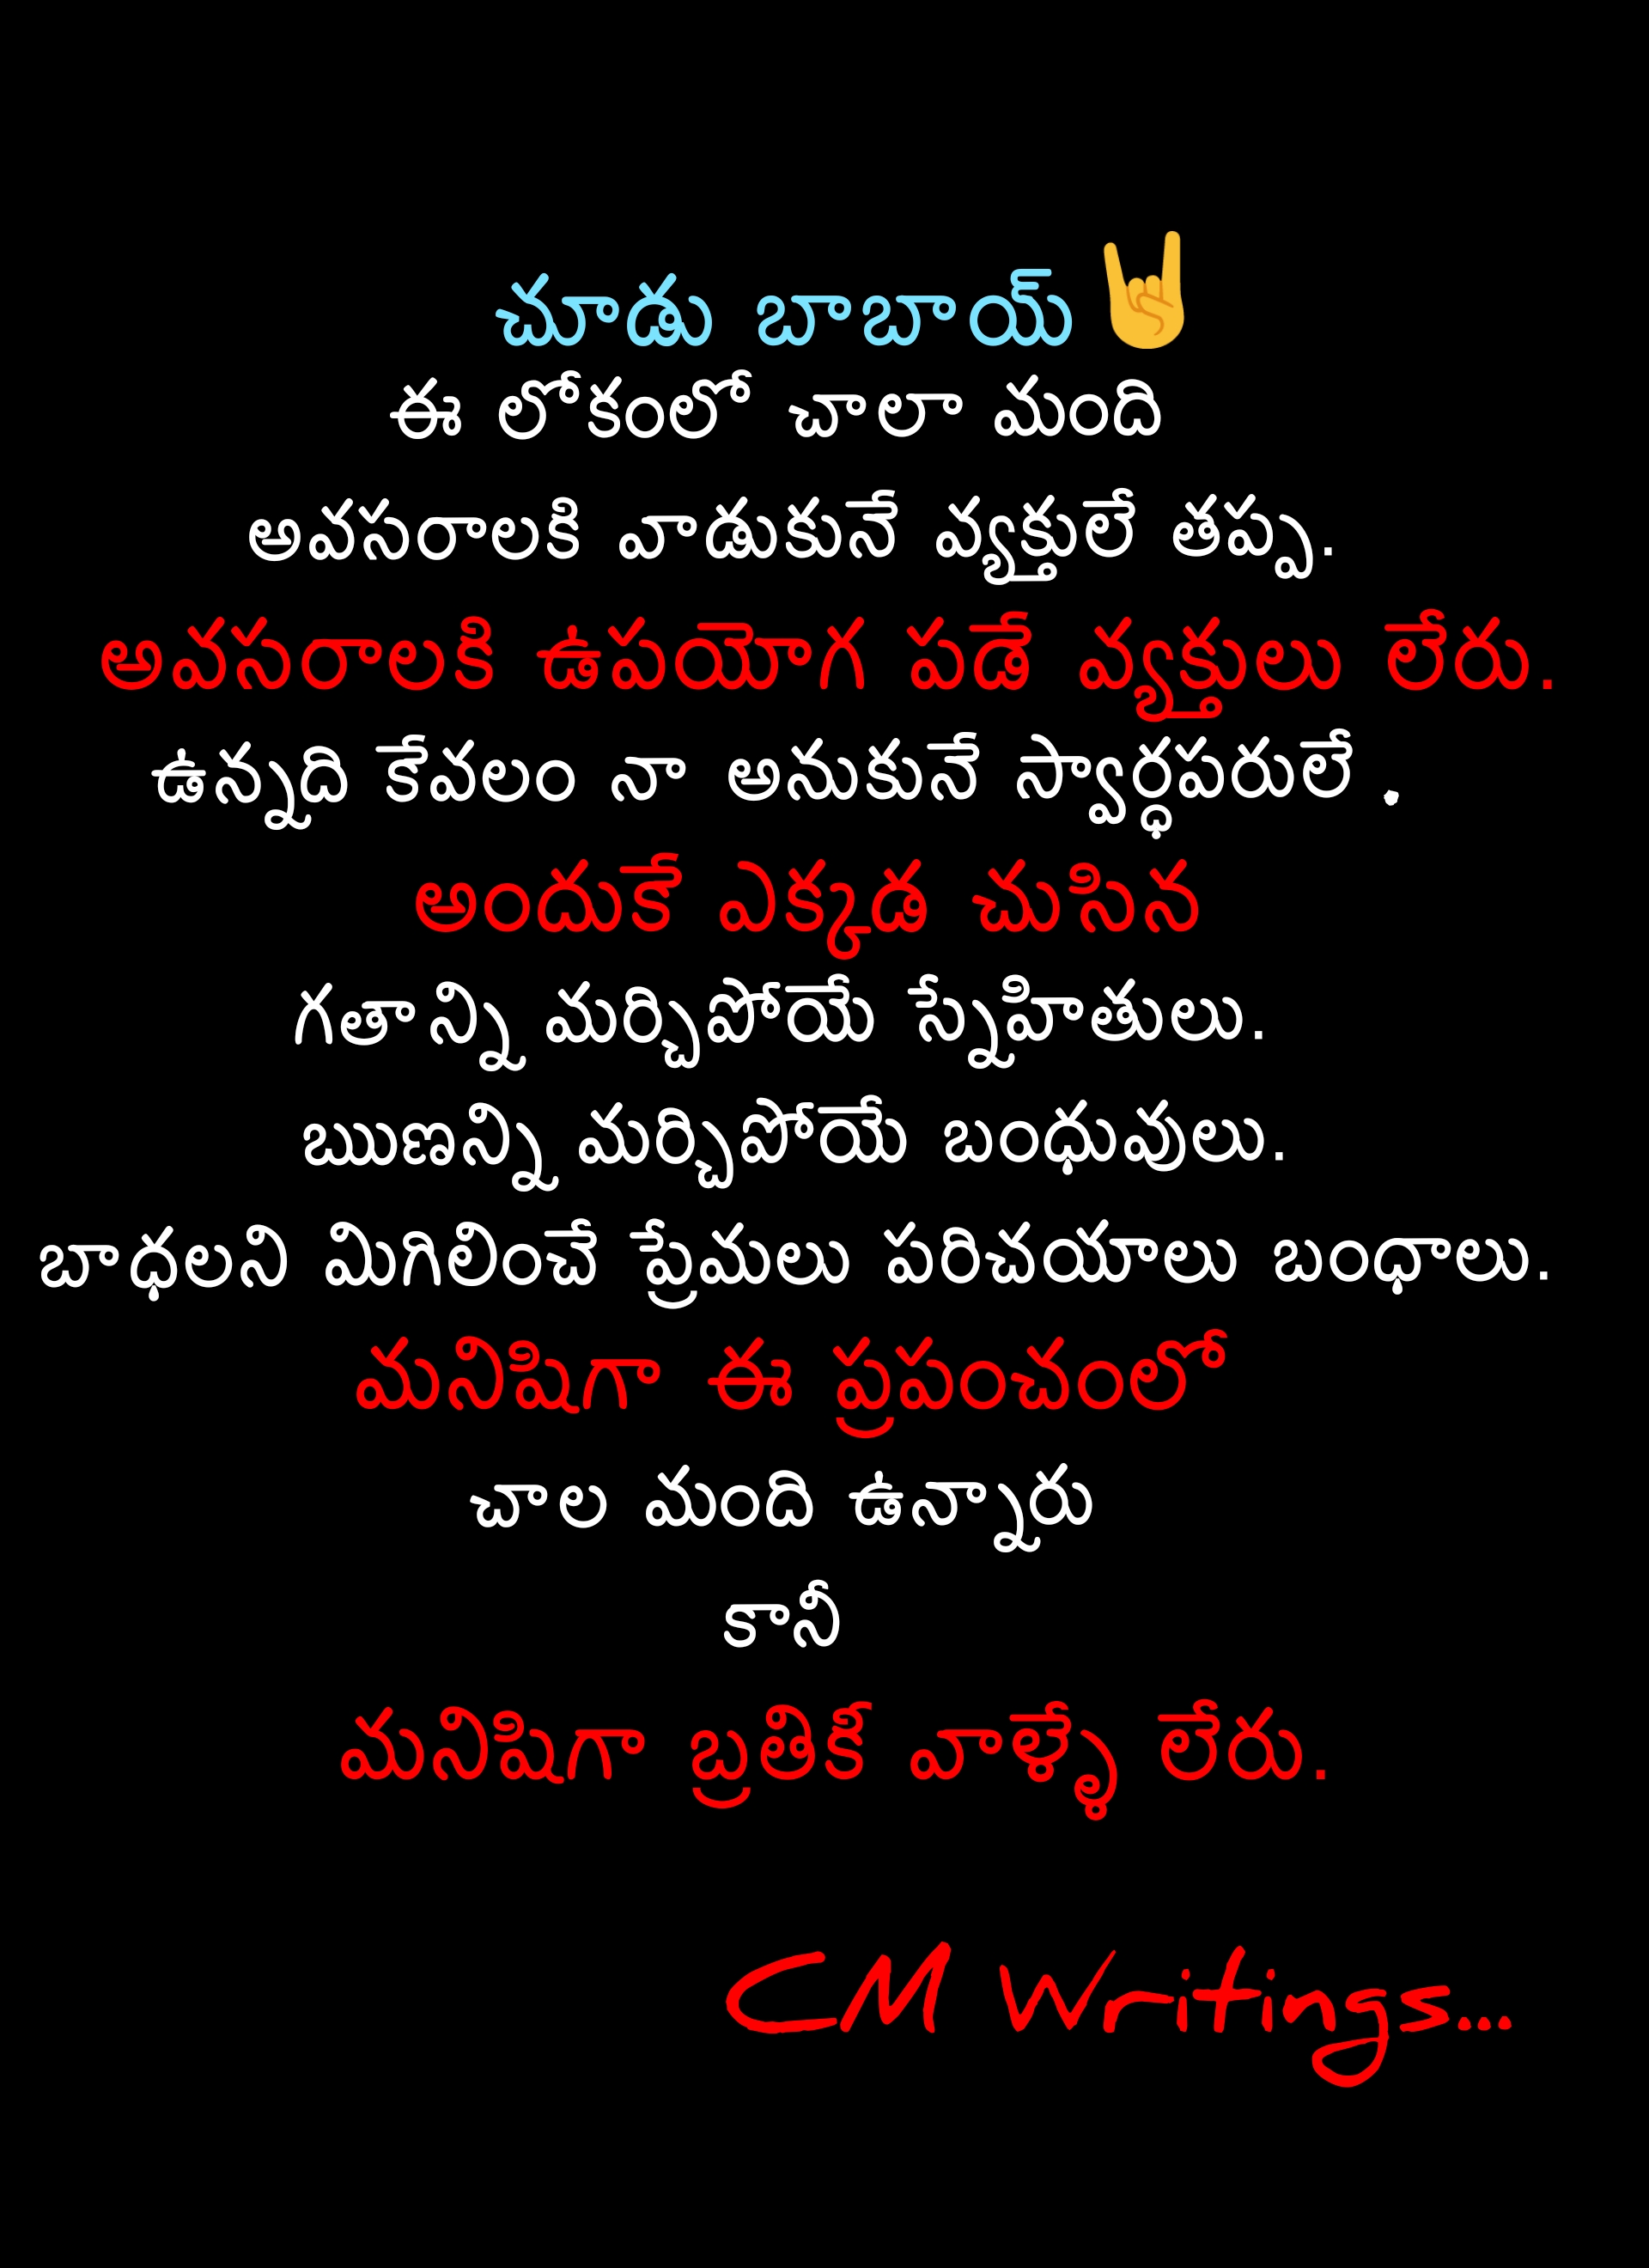 చూడు బాబాయ్🤘
ఈ లోకంలో చాలా మంది
అవసరాలకి వాడుకునే వ్యక్తులే తప్ప.
అవసరాలకి ఉపయోగ పడే వ్యక్తులు లేరు.
ఉన్నది కేవలం నా అనుకునే స్వార్థపరులే .
అందుకే ఎక్కడ చుసిన
గతాన్ని మర్చిపోయే స్నేహితులు.
ఋణన్ని మర్చిపోయే బంధువులు.
బాధలని మిగిలించే ప్రేమలు పరిచయాలు బంధాలు.
మనిషిగా ఈ ప్రపంచంలో
చాల మంది ఉన్నారు
కానీ
మనిషిగా బ్రతికే వాళ్ళే లేరు.
CM Writings...